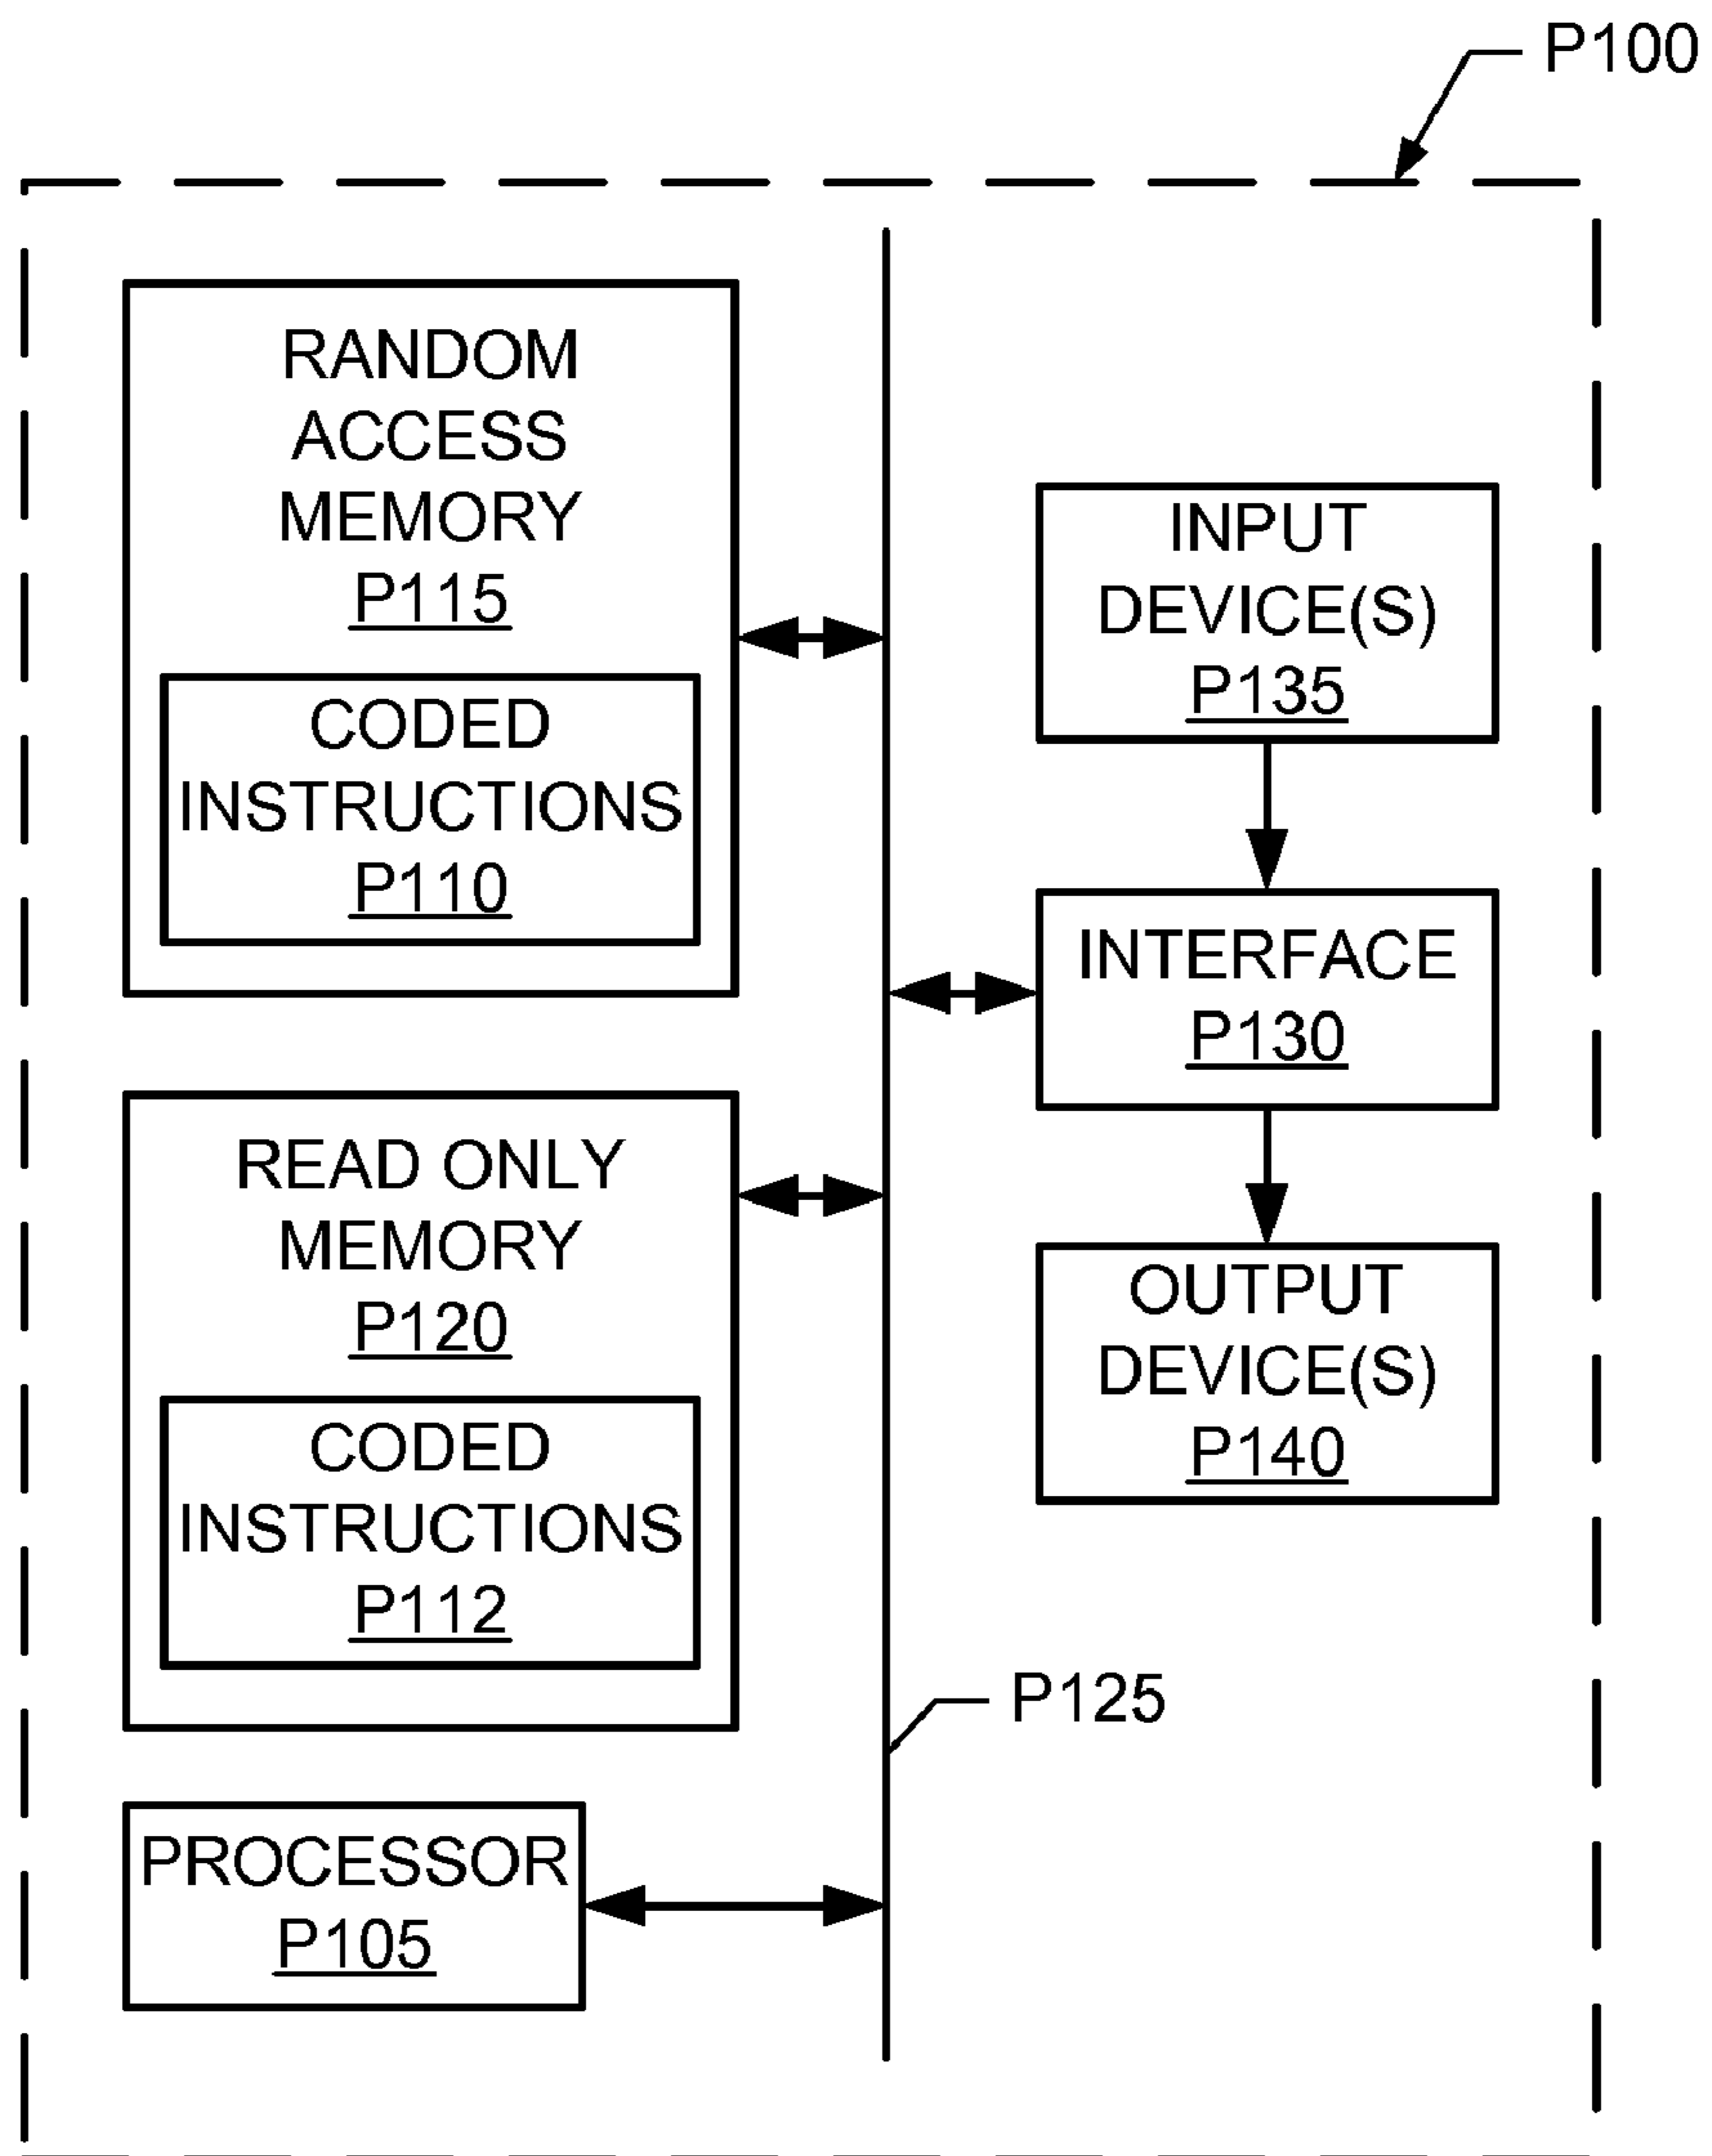 P100
RANDOM
ACCESS
MEMORY
P115
CODED
INSTRUCTIONS
P110
READ ONLY
MEMORY
P120
CODED
INSTRUCTIONS
P112
PROCESSOR
P105
INPUT
DEVICE(S)
P135
INTERFACE
P130
OUTPUT
DEVICE(S)
P140
P125